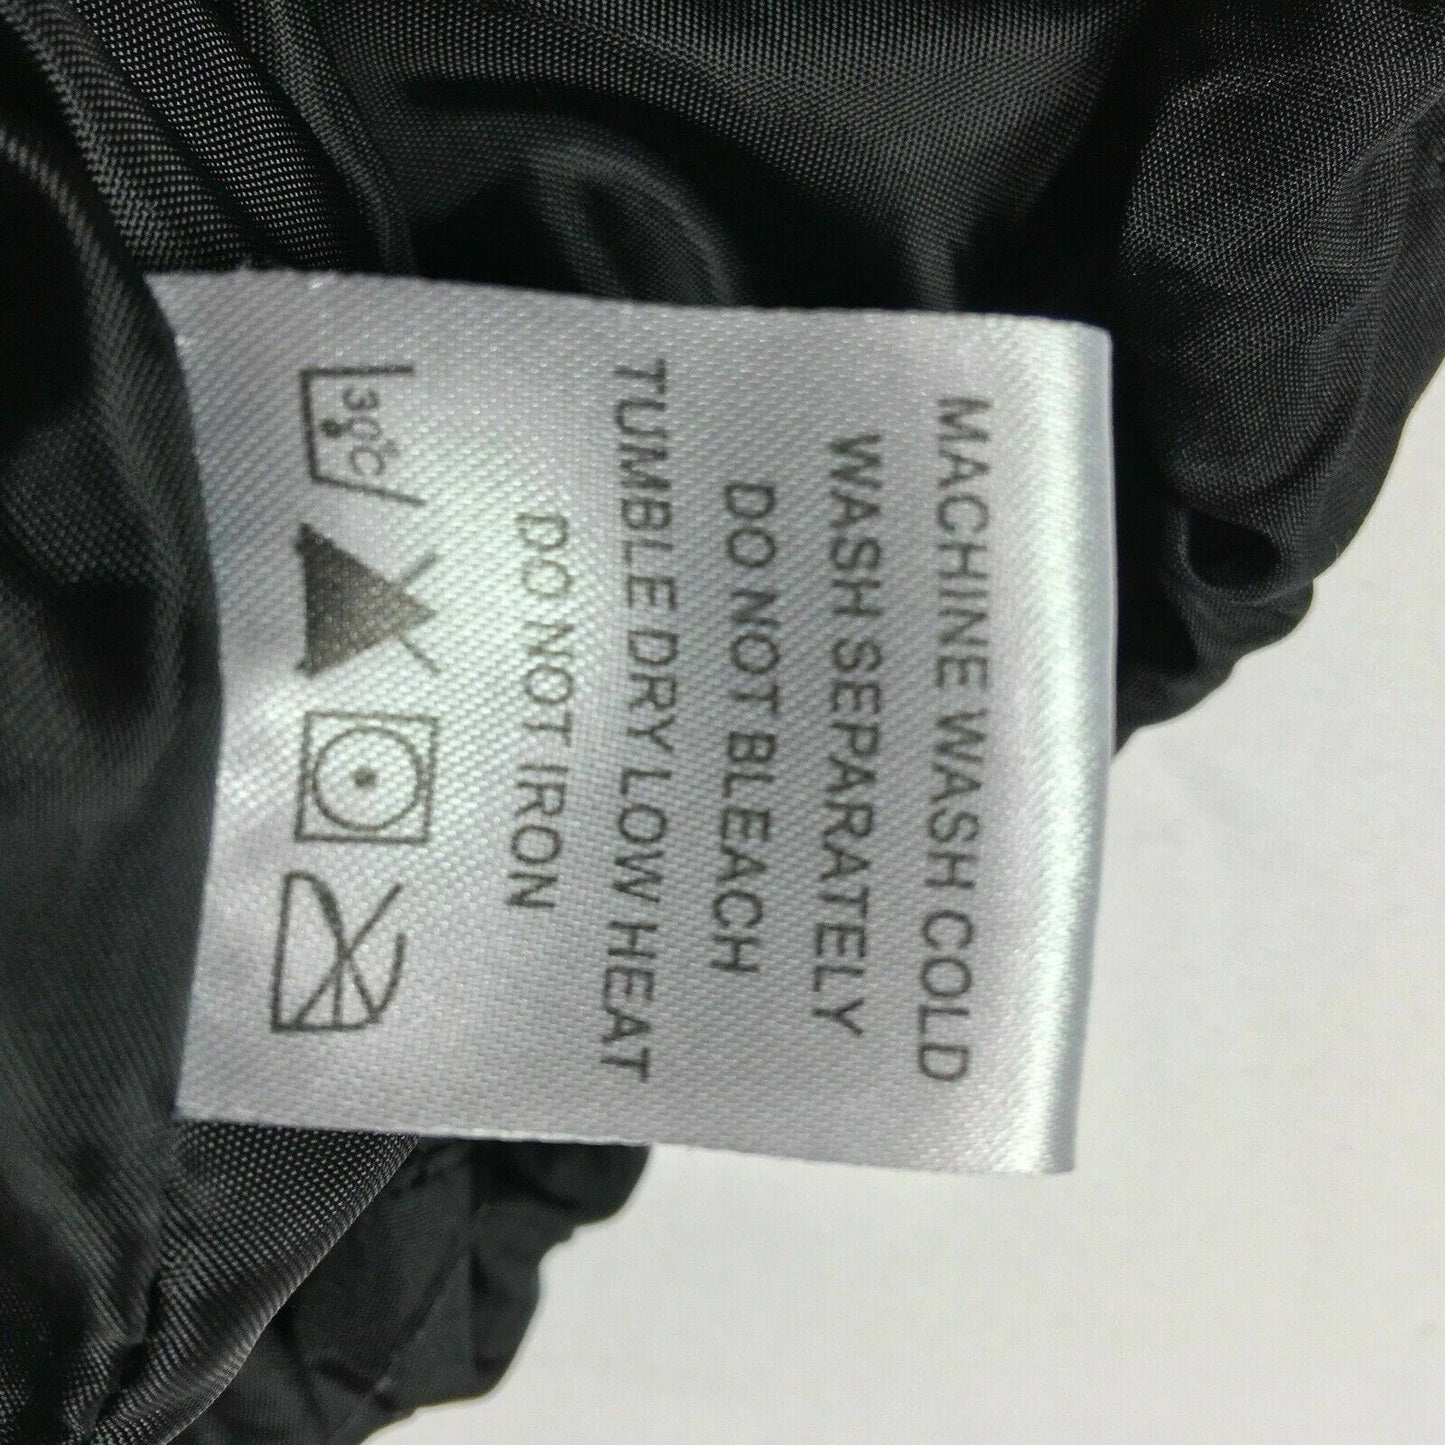 MACHINE WASH COLD
WASH SEPARATELY
DO NOT BLEACH
TUMBLE DRY LOW HEAT
DO NOT IRON
30°C